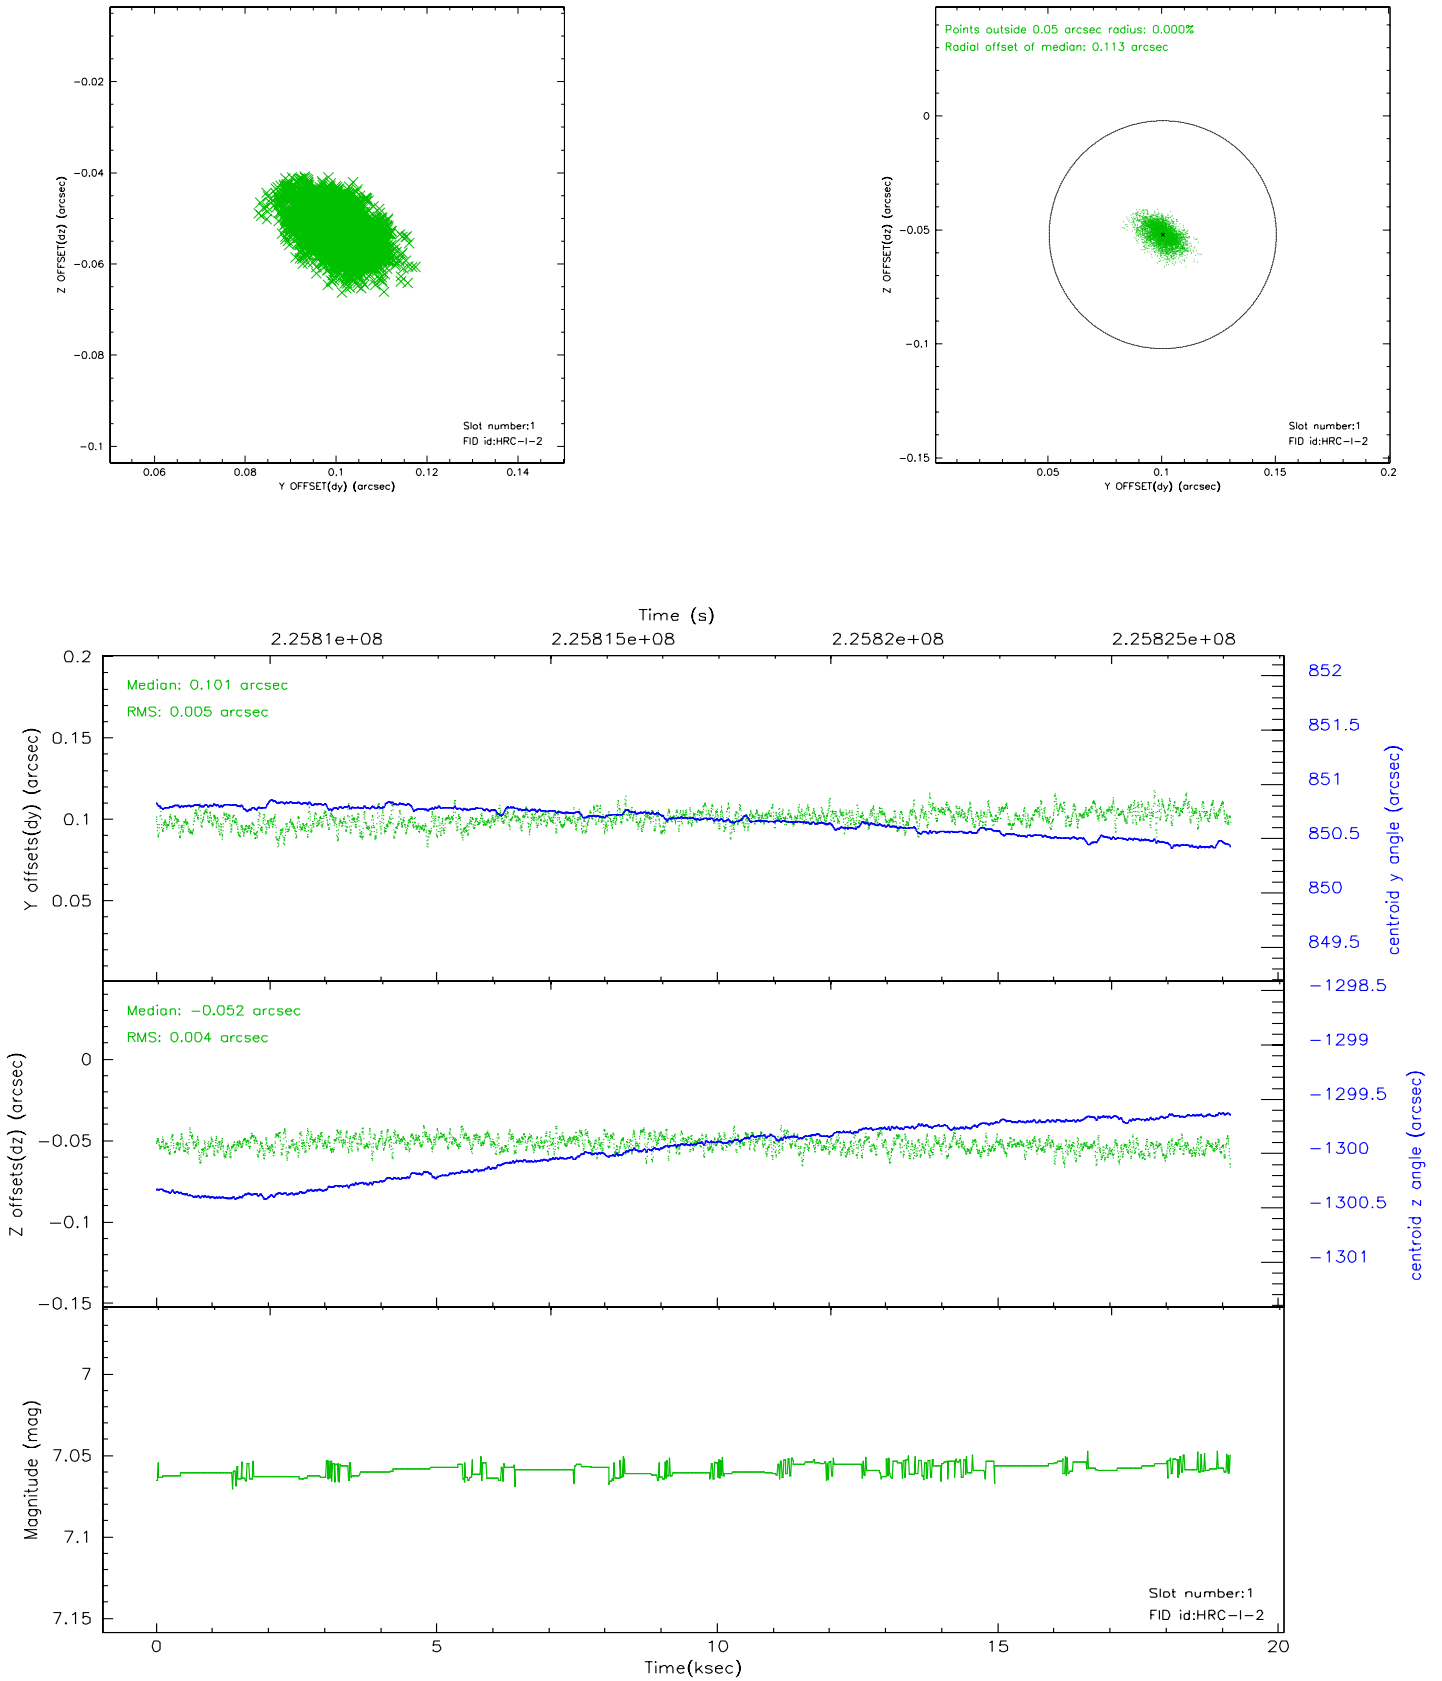 −0.02
−0.04
−0.06
−0.08
−0.1
Z OFFSET(dz) (arcsec)
Slot number:1
FID id:HRC−I−2
0.06 0.08 0.1 0.12 0.14
Y OFFSET(dy) (arcsec)
Points outside 0.05 arcsec radius: 0.000%
Radial offset of median: 0.113 arcsec
0
−0.05
−0.1
−0.15
Z OFFSET(dz) (arcsec)
Slot number:1
FID id:HRC−I−2
0.05 0.1 0.15 0.2
Y OFFSET(dy) (arcsec)
Time (s)
2.2581e+08 2.25815e+08 2.2582e+08 2.25825e+08
0.2
0.15
0.1
0.05
Y offsets(dy) (arcsec)
Median: 0.101 arcsec
RMS: 0.005 arcsec
852
851.5
851
850.5
850
849.5
centroid y angle (arcsec)
0
−0.05
−0.1
−0.15
Z offsets(dz) (arcsec)
Median: −0.052 arcsec
RMS: 0.004 arcsec
−1298.5
−1299
−1299.5
−1300
−1300.5
−1301
centroid z angle (arcsec)
7
7.05
7.1
7.15
Magnitude (mag)
Slot number:1
FID id:HRC−I−2
0 5 10 15 20
Time(ksec)